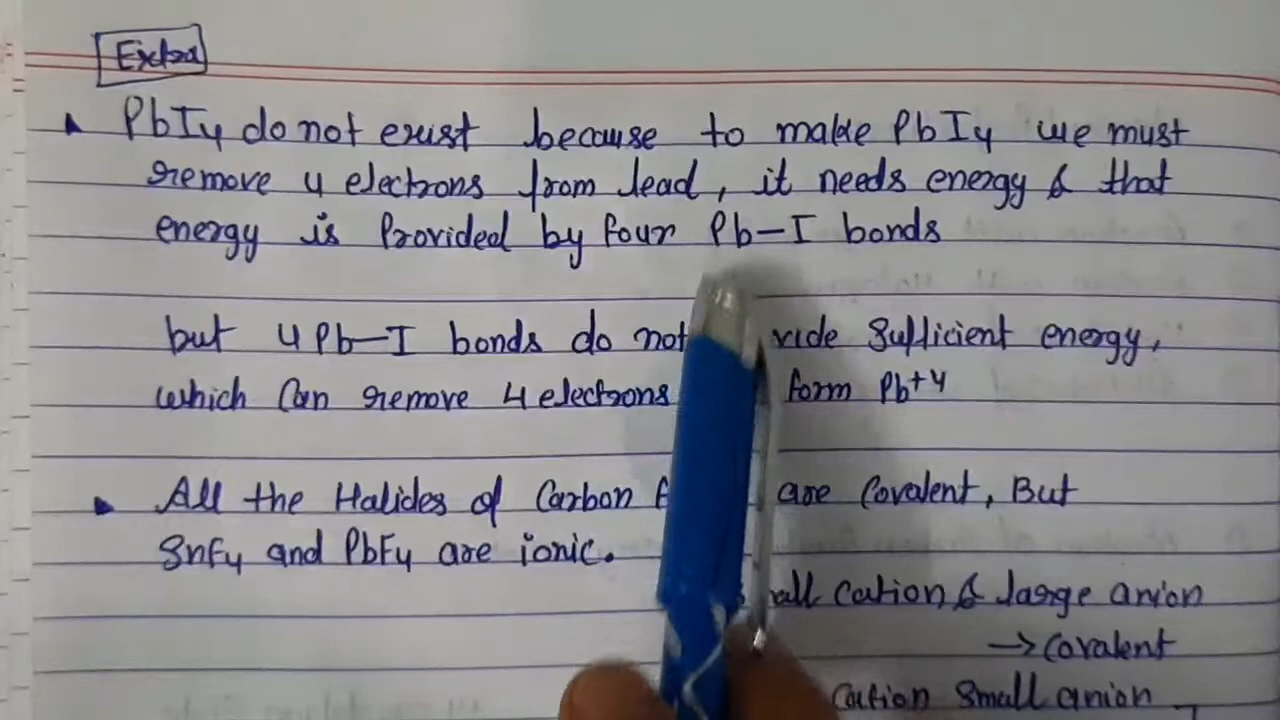 Extra
PbI4 do not exist because to make PbI4 we must
remove 4 electrons from lead, it needs energy & that
energy is Provided by four Pb-I bonds
but 4 Pb-I bonds do not vide Sufficient energy,
which Can remove 4 electrons form Pb+4
All the Halides of Carbon are Covalent, But
SnF4 and PbF4 are ionic.
all Cation & large anion
→ Covalent
Cation Small anion